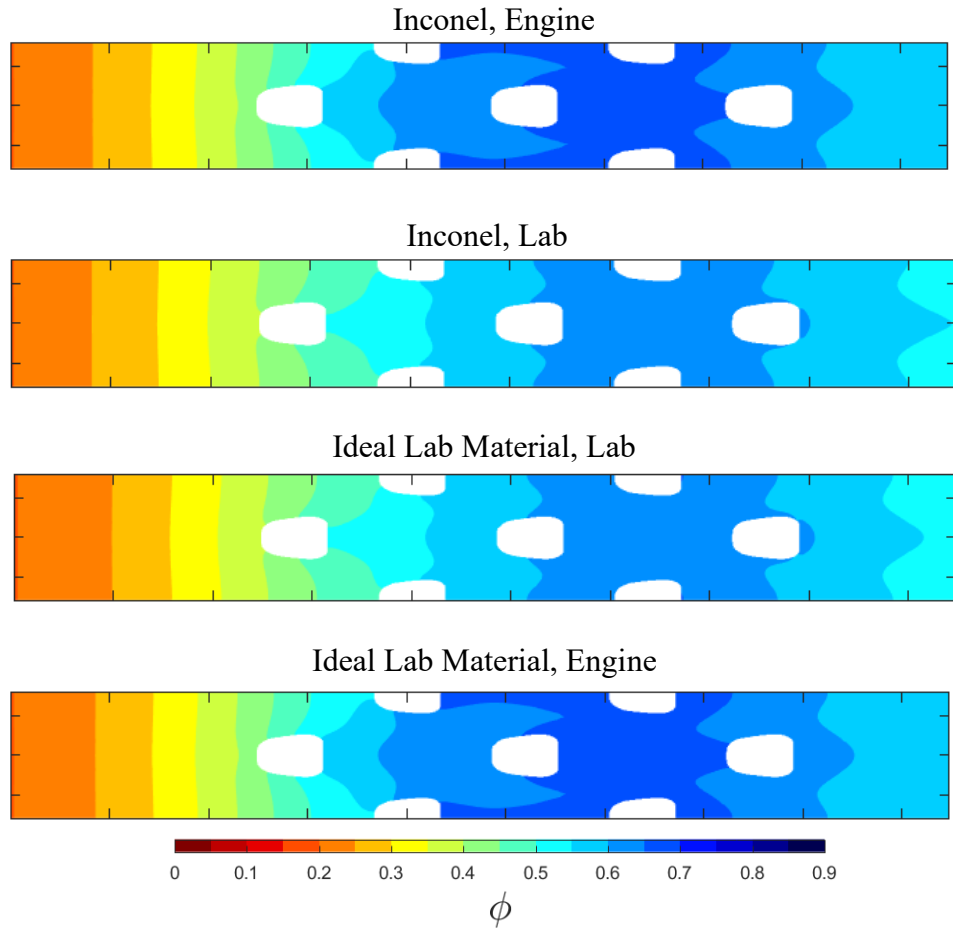 Inconel, Engine
Inconel, Lab
Ideal Lab Material, Lab
Ideal Lab Material, Engine
0 0.1 0.2 0.3 0.4 0.5 0.6 0.7 0.8 0.9
ϕ